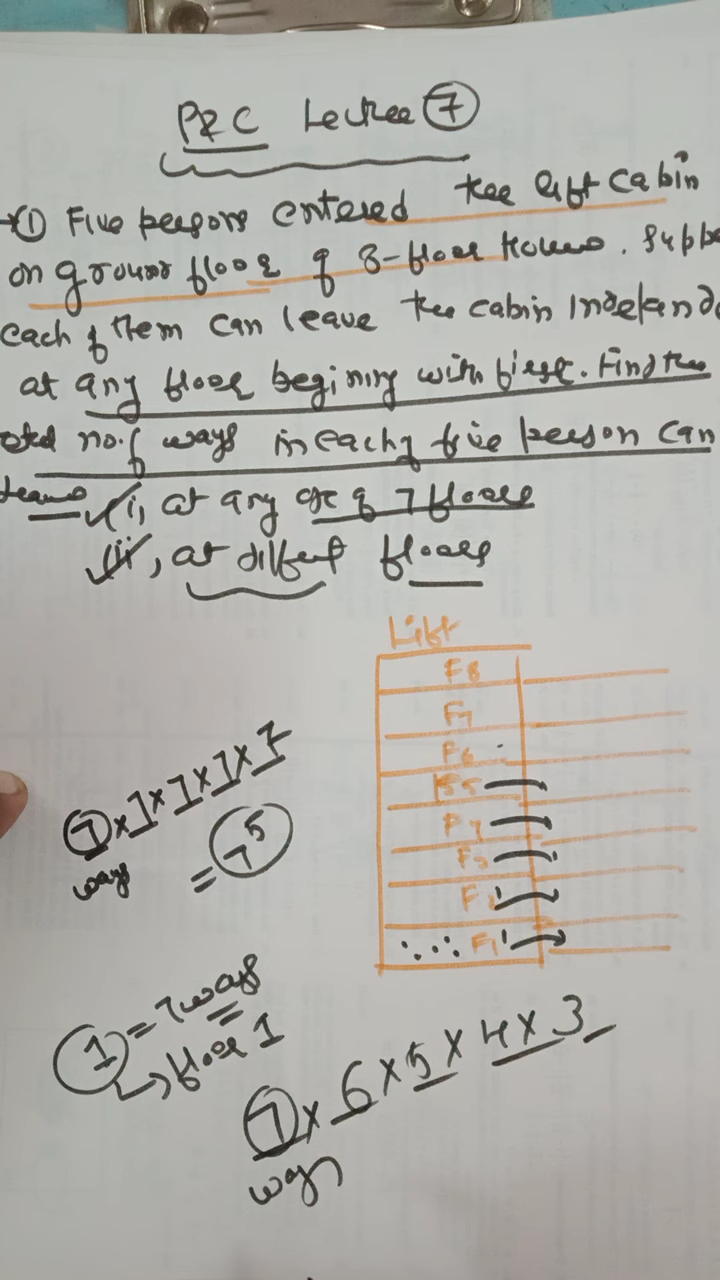 P&C Lecture 7
→① Five persons entered the lift cabin
on ground floor of 8-floor House. Suppo
each of them can leave the cabin Independ
at any floor begining with first. Find the
total no. of ways in each of five person can
leave (i) at any one of 7 floors
(ii), at diffent floors
Lift
F8
F7
F6
F5
F4
F3
F2
F1
7×7×7×7×7
ways
= 7^5
1 = 7 ways
↳ floor 1
7×6×5×4×3
ways